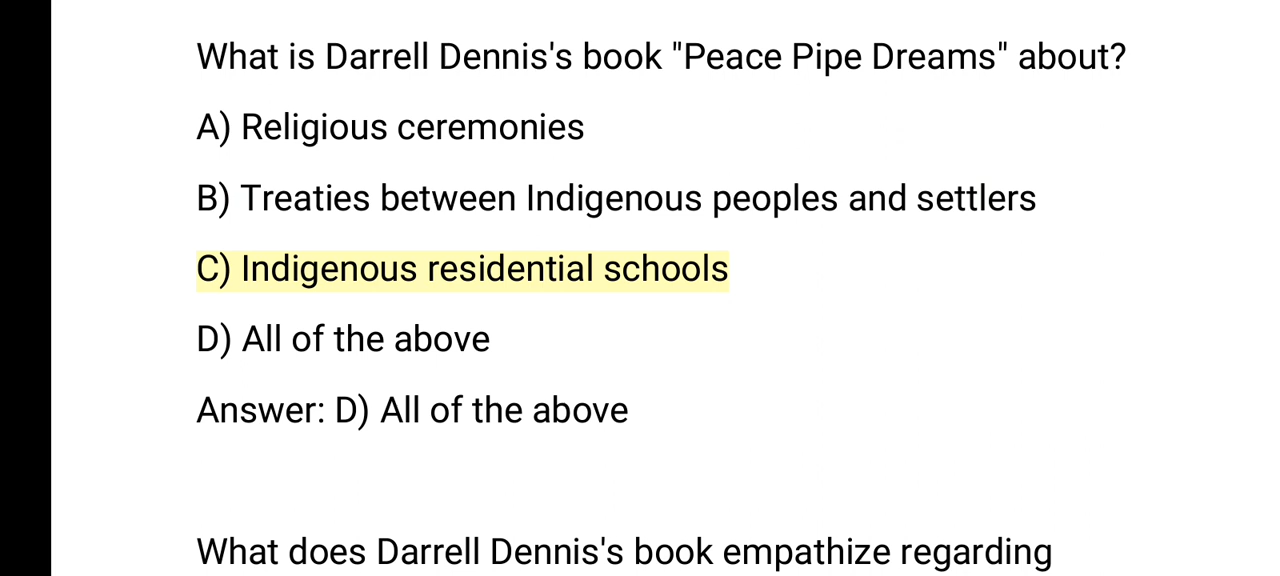 What is Darrell Dennis's book "Peace Pipe Dreams" about?
A) Religious ceremonies
B) Treaties between Indigenous peoples and settlers
C) Indigenous residential schools
D) All of the above
Answer: D) All of the above
What does Darrell Dennis's book empathize regarding